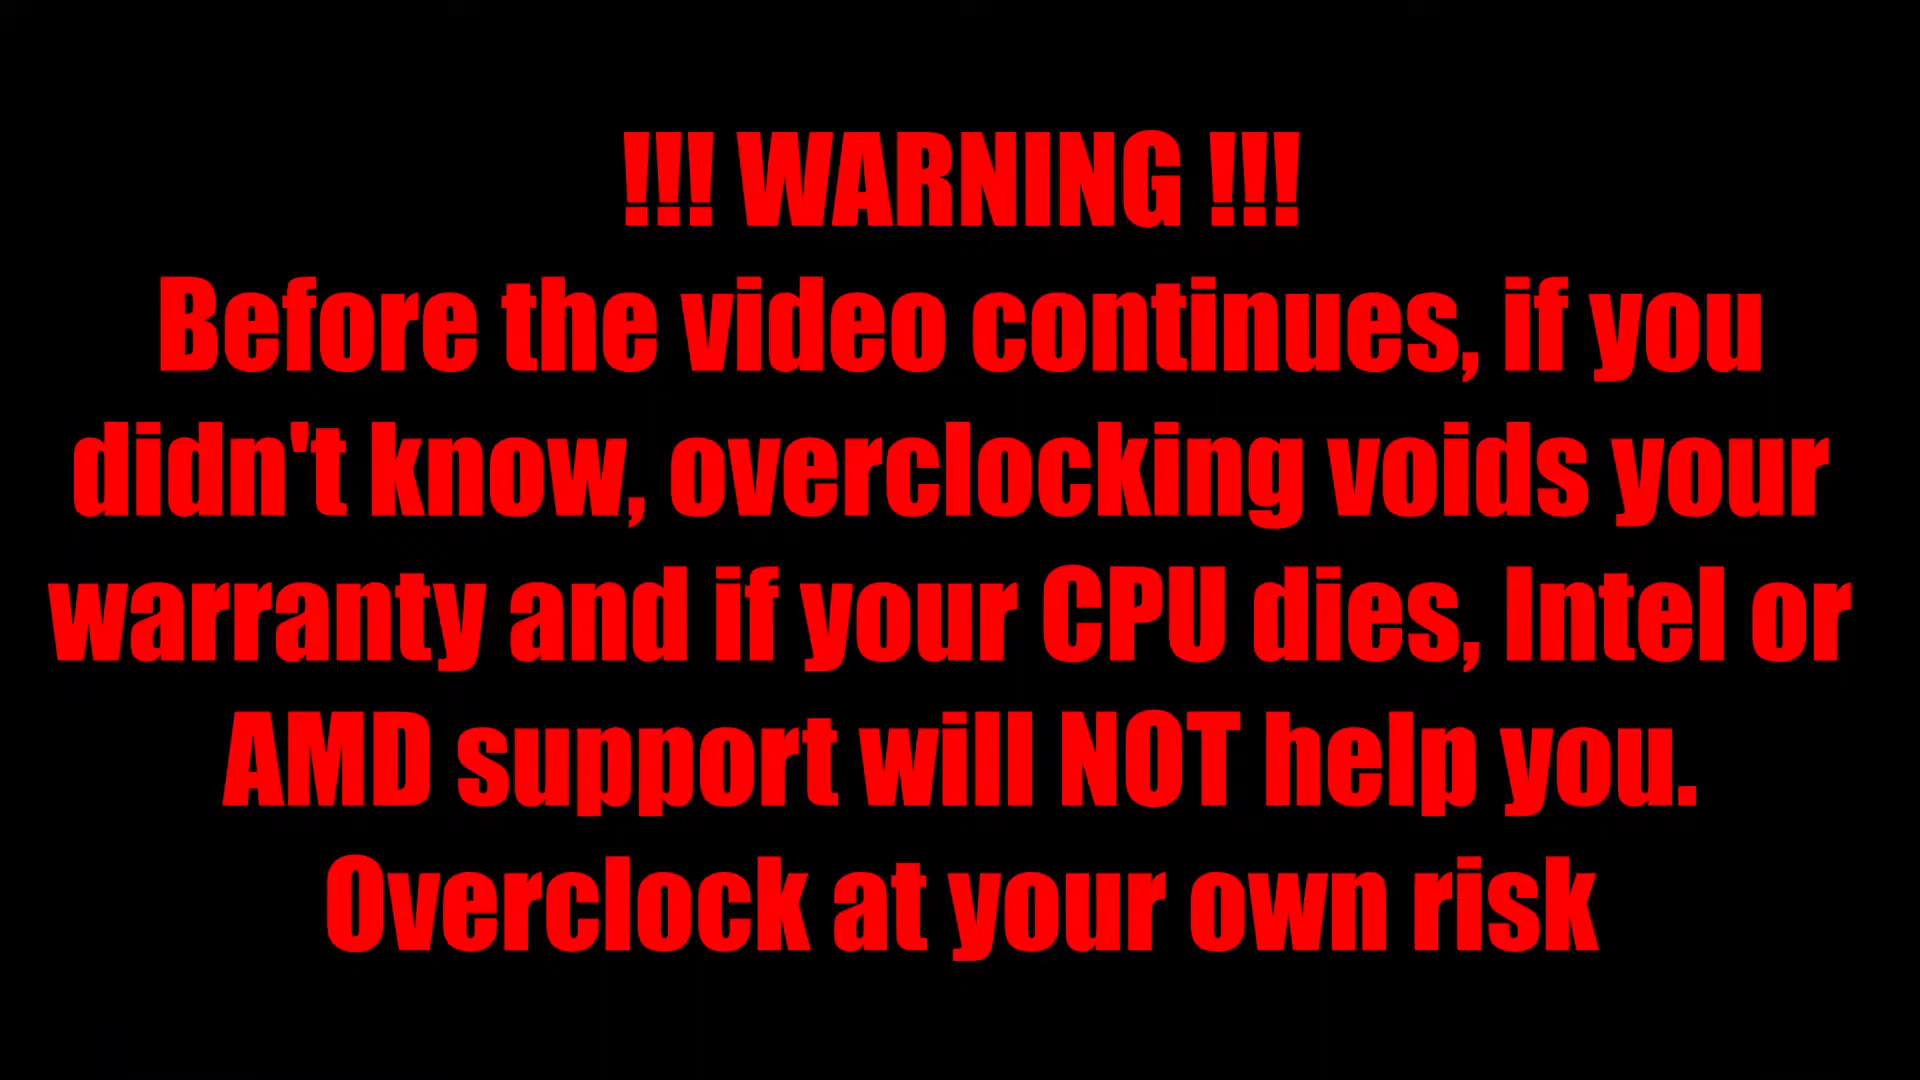 !!! WARNING !!!
Before the video continues, if you
didn't know, overclocking voids your
warranty and if your CPU dies, Intel or
AMD support will NOT help you.
Overclock at your own risk